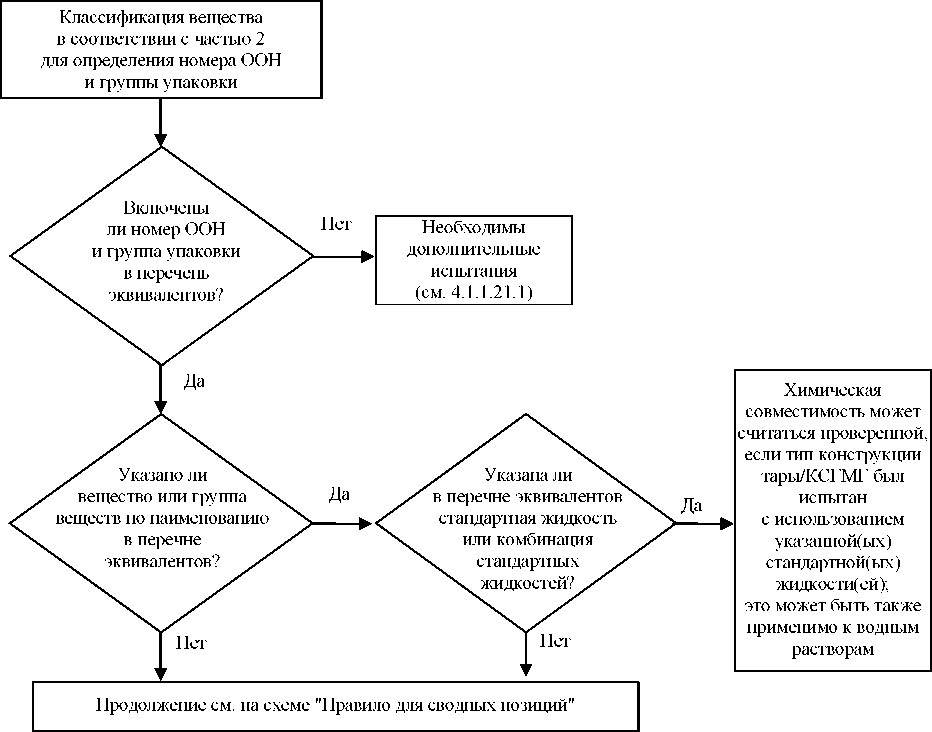 Классификация вещества
в соответствии с частью 2
для определения номера ООН
и группы упаковки
Включены
ли номер ООН
и группа упаковки
в перечень
эквивалентов?
Нет
Необходимы
дополнительные
испытания
(см. 4.1.1.21.1)
Да
Указано ли
вещество или группа
веществ по наименованию
в перечне
эквивалентов?
Да
Указана ли
в перечне эквивалентов
стандартная жидкость
или комбинация
стандартных
жидкостей?
Да
Химическая
совместимость может
считаться проверенной,
если тип конструкции
тары/КСГМГ был
испытан
с использованием
указанной(ых)
стандартной(ых)
жидкости(ей);
это может быть также
применимо к водным
растворам
Нет
Нет
Продолжение см. на схеме "Правило для сводных позиций"